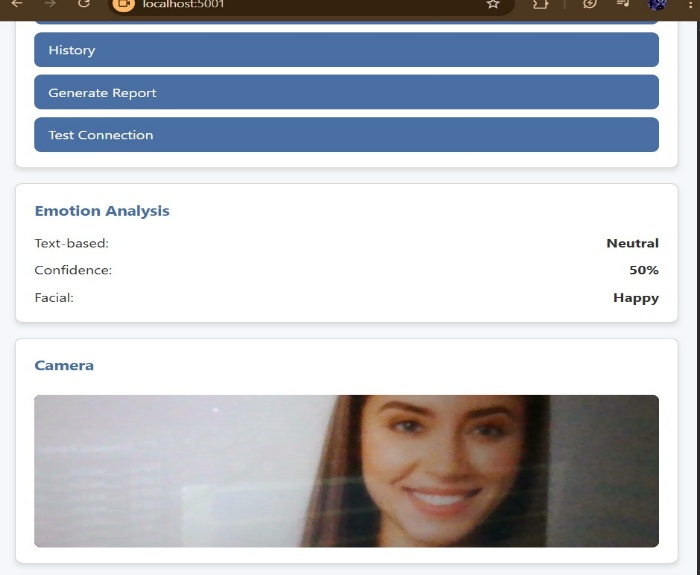 localhost:5001
History
Generate Report
Test Connection
Emotion Analysis
Text-based: Neutral
Confidence: 50%
Facial: Happy
Camera